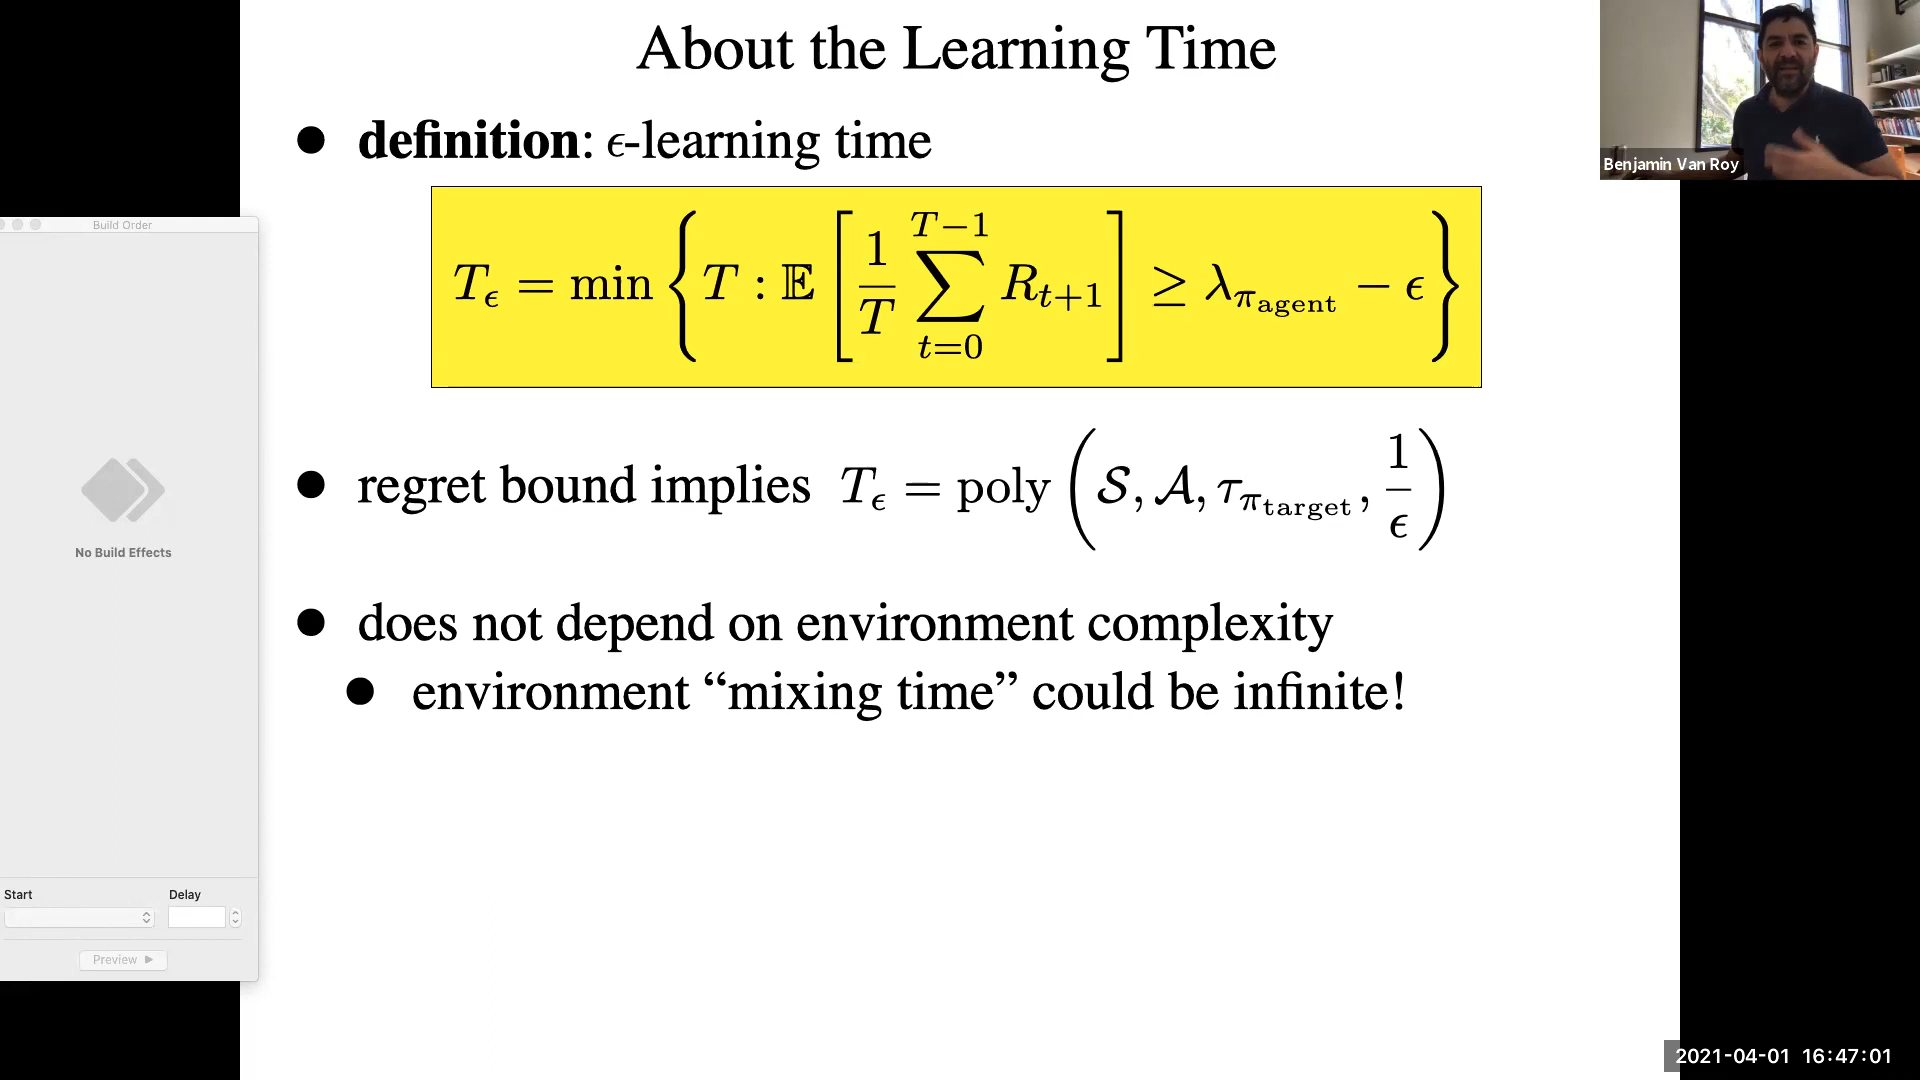 About the Learning Time
● definition: ϵ-learning time
T_ϵ = min { T : 𝔼 [ 1/T ∑_{t=0}^{T−1} R_{t+1} ] ≥ λ_{π_agent} − ϵ }
● regret bound implies T_ϵ = poly ( 𝒮, 𝒜, τ_{π_target}, 1/ϵ )
● does not depend on environment complexity
● environment “mixing time” could be infinite!
Benjamin Van Roy
Build Order
No Build Effects
Start Delay
Preview ▶
2021-04-01 16:47:01